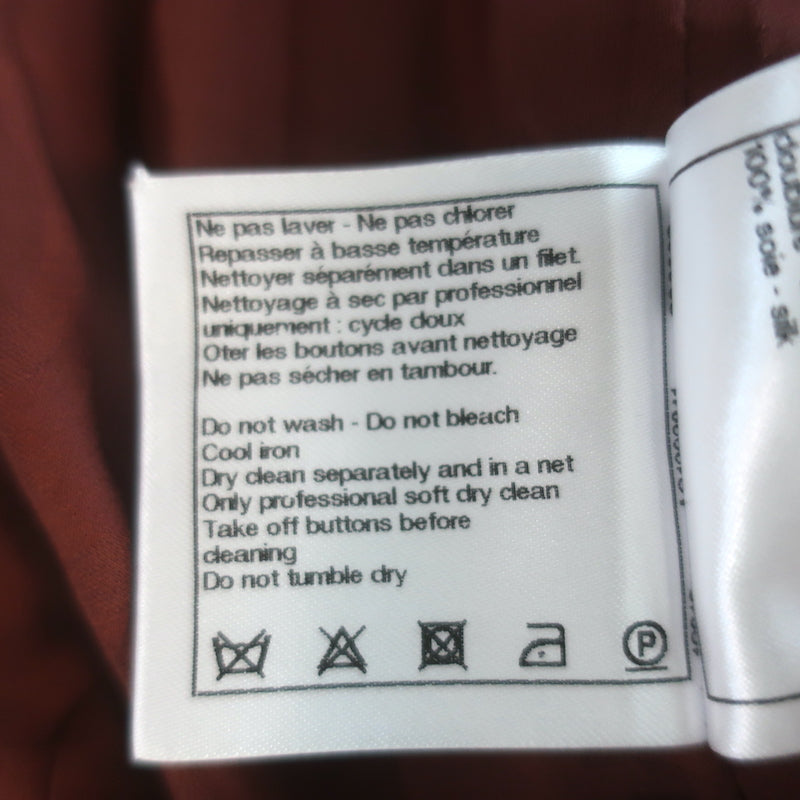 Ne pas laver - Ne pas chlorer
Repasser à basse température
Nettoyer séparément dans un filet.
Nettoyage à sec par professionnel
uniquement : cycle doux
Oter les boutons avant nettoyage
Ne pas sécher en tambour.
Do not wash - Do not bleach
Cool iron
Dry clean separately and in a net
Only professional soft dry clean
Take off buttons before
cleaning
Do not tumble dry
P
100% soie - silk